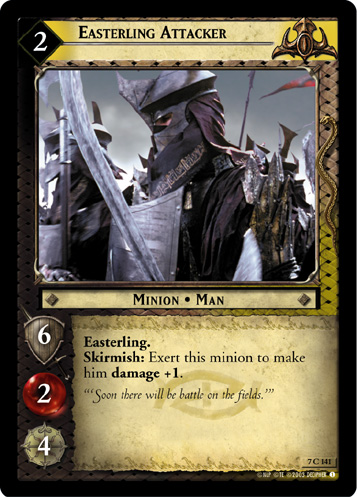 2
EASTERLING ATTACKER
MINION • MAN
6
Easterling.
Skirmish: Exert this minion to make
him damage +1.
2
"'Soon there will be battle on the fields.'"
4
7 C 141